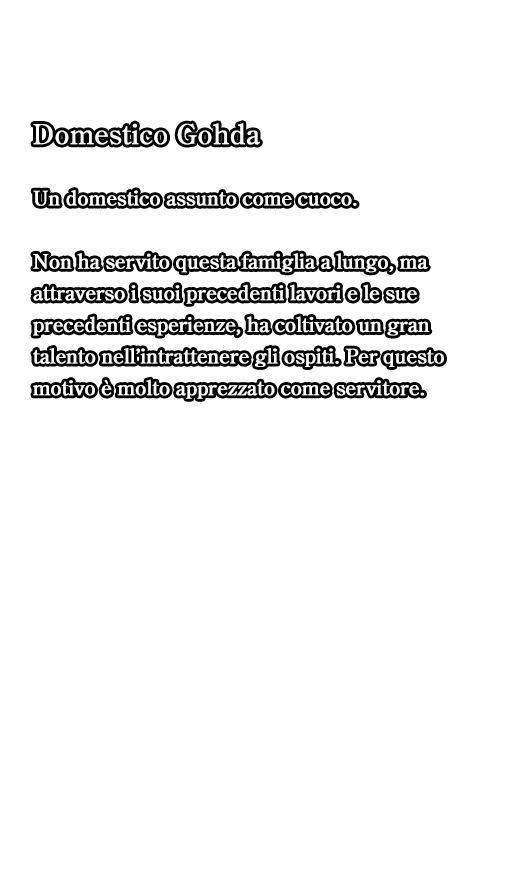 Domestico Gohda
Un domestico assunto come cuoco.
Non ha servito questa famiglia a lungo, ma
attraverso i suoi precedenti lavori e le sue
precedenti esperienze, ha coltivato un gran
talento nell'intrattenere gli ospiti. Per questo
motivo è molto apprezzato come servitore.